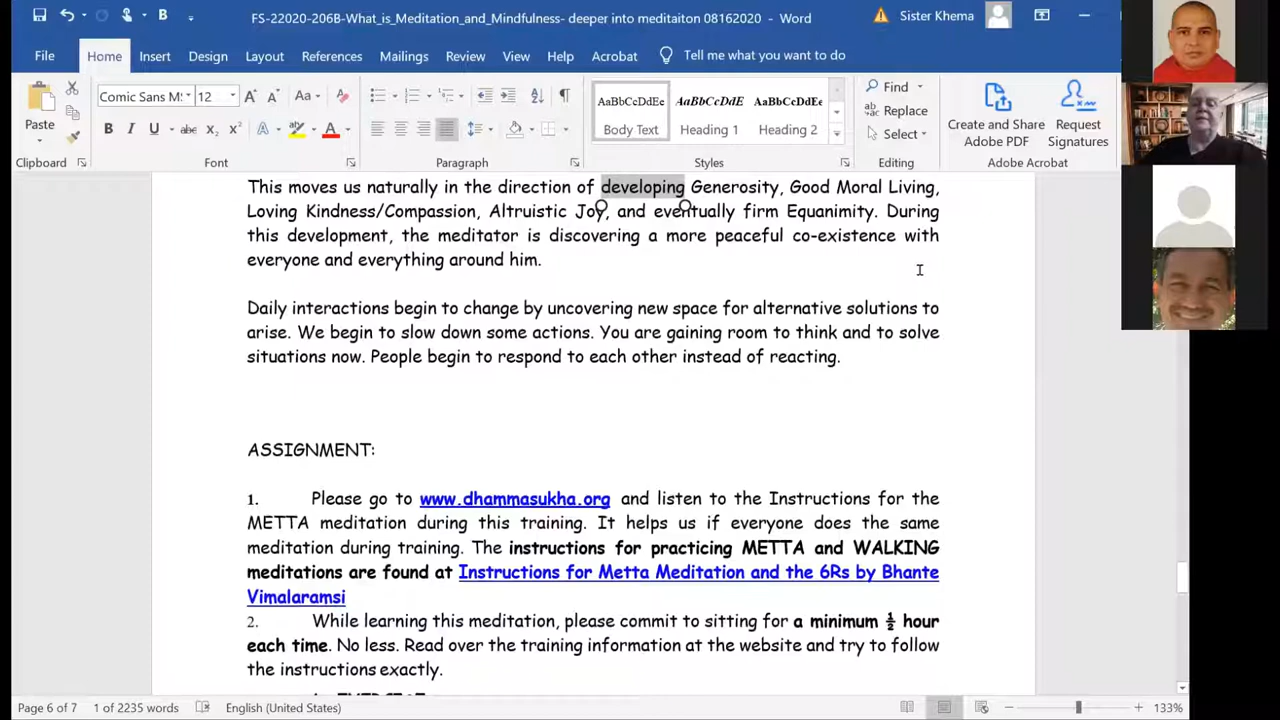 FS-22020-206B-What_is_Meditation_and_Mindfulness- deeper into meditaiton 08162020 - Word
Sister Khema
File Home Insert Design Layout References Mailings Review View Help Acrobat Tell me what you want to do
Paste
Clipboard
Comic Sans M 12
Font
Paragraph
AaBbCcDdEe
Body Text
AaBbCcDdE
Heading 1
AaBbCcDdEe
Heading 2
Styles
Find
Replace
Select
Editing
Create and Share
Adobe PDF
Request
Signatures
Adobe Acrobat
This moves us naturally in the direction of developing Generosity, Good Moral Living,
Loving Kindness/Compassion, Altruistic Joy, and eventually firm Equanimity. During
this development, the meditator is discovering a more peaceful co-existence with
everyone and everything around him.
Daily interactions begin to change by uncovering new space for alternative solutions to
arise. We begin to slow down some actions. You are gaining room to think and to solve
situations now. People begin to respond to each other instead of reacting.
ASSIGNMENT:
1. Please go to www.dhammasukha.org and listen to the Instructions for the
METTA meditation during this training. It helps us if everyone does the same
meditation during training. The instructions for practicing METTA and WALKING
meditations are found at Instructions for Metta Meditation and the 6Rs by Bhante
Vimalaramsi
2. While learning this meditation, please commit to sitting for a minimum ½ hour
each time. No less. Read over the training information at the website and try to follow
the instructions exactly.
Page 6 of 7 1 of 2235 words English (United States) 133%